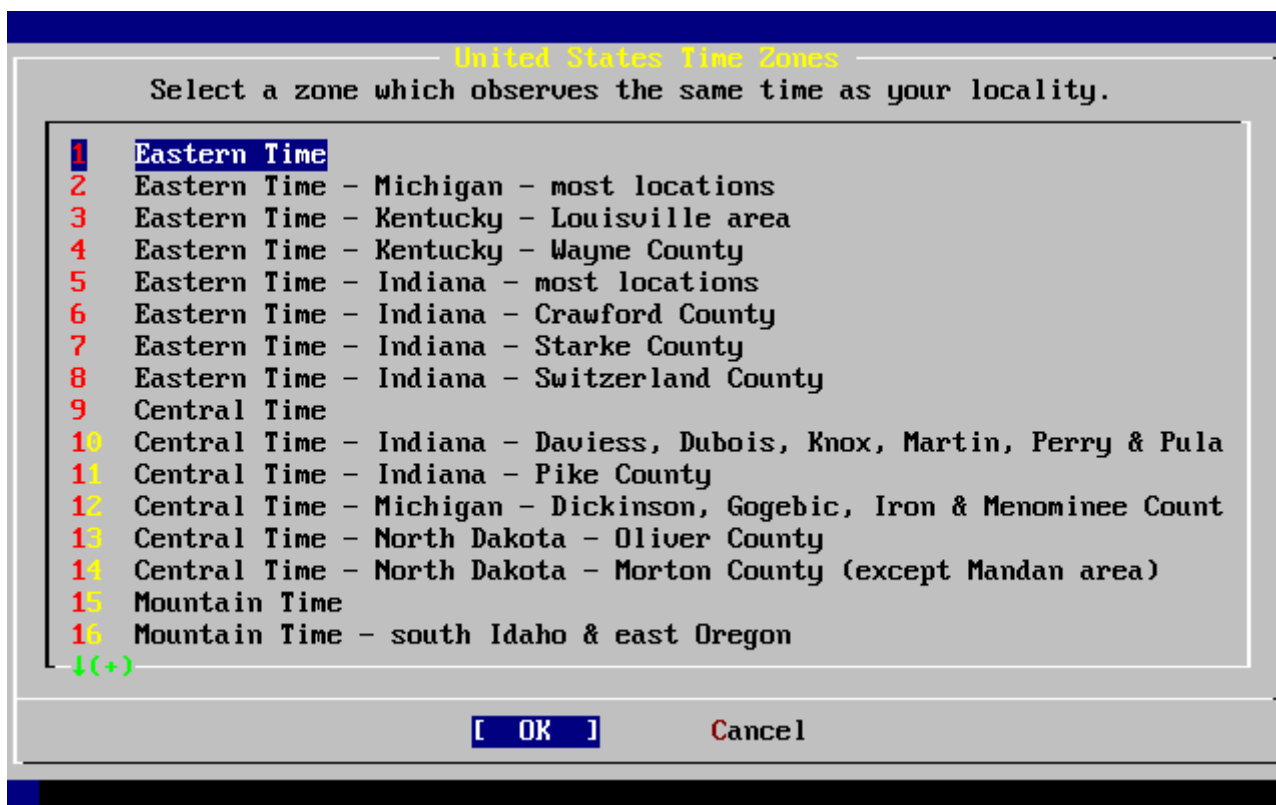 United States Time Zones
Select a zone which observes the same time as your locality.
1 Eastern Time
2 Eastern Time - Michigan - most locations
3 Eastern Time - Kentucky - Louisville area
4 Eastern Time - Kentucky - Wayne County
5 Eastern Time - Indiana - most locations
6 Eastern Time - Indiana - Crawford County
7 Eastern Time - Indiana - Starke County
8 Eastern Time - Indiana - Switzerland County
9 Central Time
10 Central Time - Indiana - Daviess, Dubois, Knox, Martin, Perry & Pula
11 Central Time - Indiana - Pike County
12 Central Time - Michigan - Dickinson, Gogebic, Iron & Menominee Count
13 Central Time - North Dakota - Oliver County
14 Central Time - North Dakota - Morton County (except Mandan area)
15 Mountain Time
16 Mountain Time - south Idaho & east Oregon
↓(+)
[ OK ] Cancel